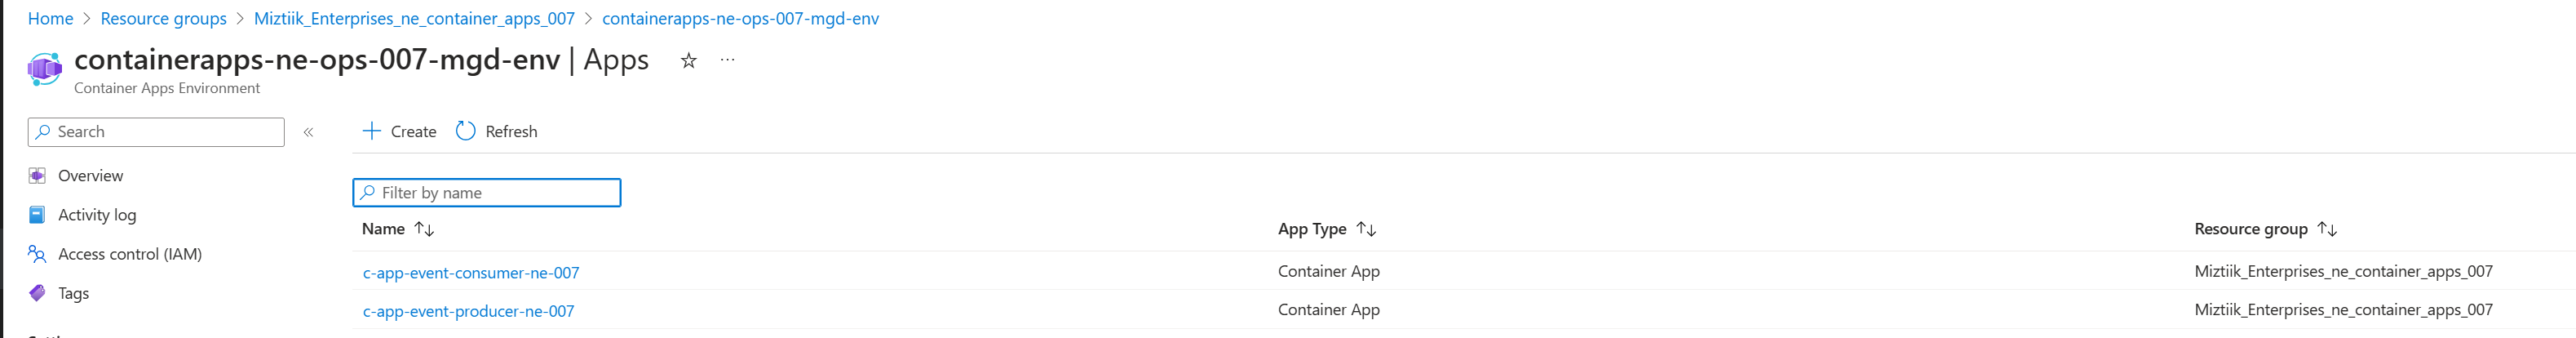 Home > Resource groups > Miztiik_Enterprises_ne_container_apps_007 > containerapps-ne-ops-007-mgd-env
containerapps-ne-ops-007-mgd-env | Apps
Container Apps Environment
Search
Create Refresh
Overview
Activity log
Access control (IAM)
Tags
Filter by name
Name App Type Resource group
c-app-event-consumer-ne-007 Container App Miztiik_Enterprises_ne_container_apps_007
c-app-event-producer-ne-007 Container App Miztiik_Enterprises_ne_container_apps_007